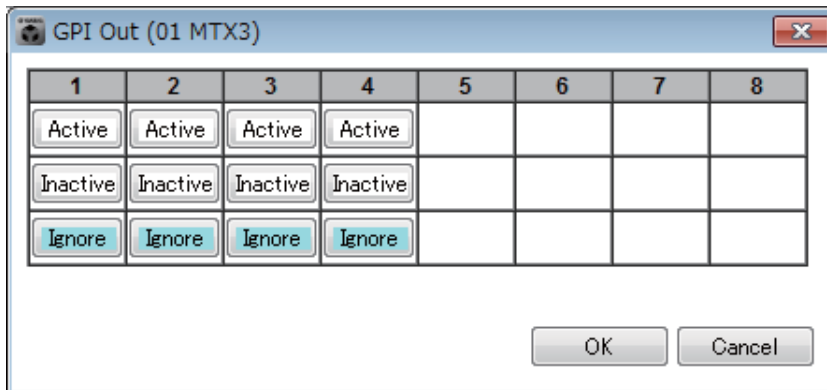 GPI Out (01 MTX3)
1 2 3 4 5 6 7 8
Active Active Active Active
Inactive Inactive Inactive Inactive
Ignore Ignore Ignore Ignore
OK Cancel